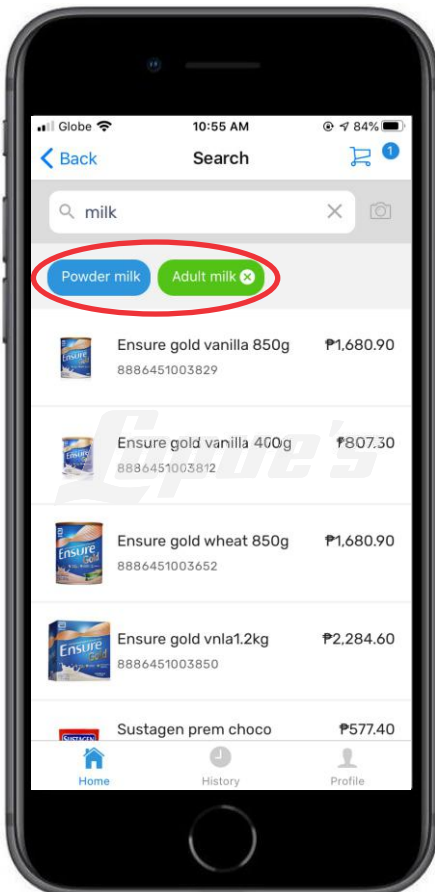 Globe 10:55 AM 84%
Back Search 1
milk
Powder milk Adult milk
Ensure gold vanilla 850g ₱1,680.90
8886451003829
Ensure gold vanilla 400g ₱807.30
8886451003812
Lopue's
Ensure gold wheat 850g ₱1,680.90
8886451003652
Ensure gold vnla1.2kg ₱2,284.60
8886451003850
Sustagen prem choco ₱577.40
Home History Profile